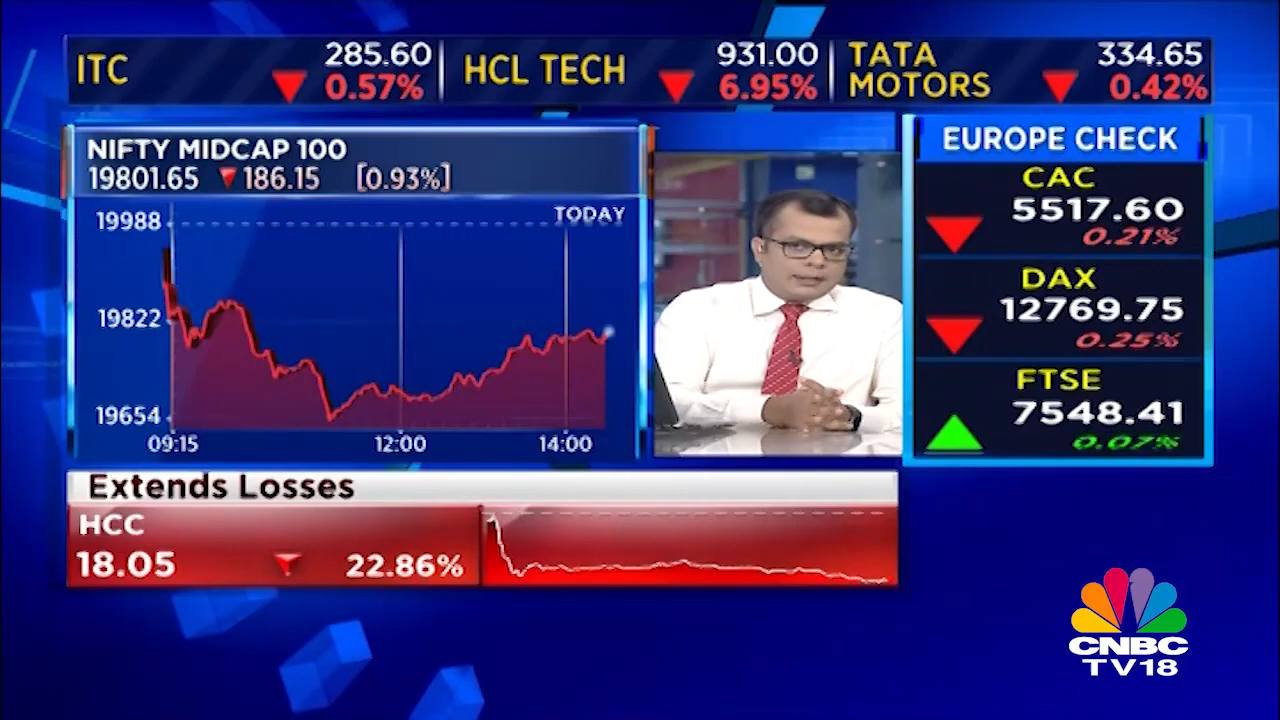 ITC
285.60
0.57%
HCL TECH
931.00
6.95%
TATA
MOTORS
334.65
0.42%
NIFTY MIDCAP 100
19801.65 186.15 [0.93%]
TODAY
19988
19822
19654
09:15 12:00 14:00
EUROPE CHECK
CAC
5517.60
0.21%
DAX
12769.75
0.25%
FTSE
7548.41
0.07%
Extends Losses
HCC
18.05 22.86%
CNBC
TV18